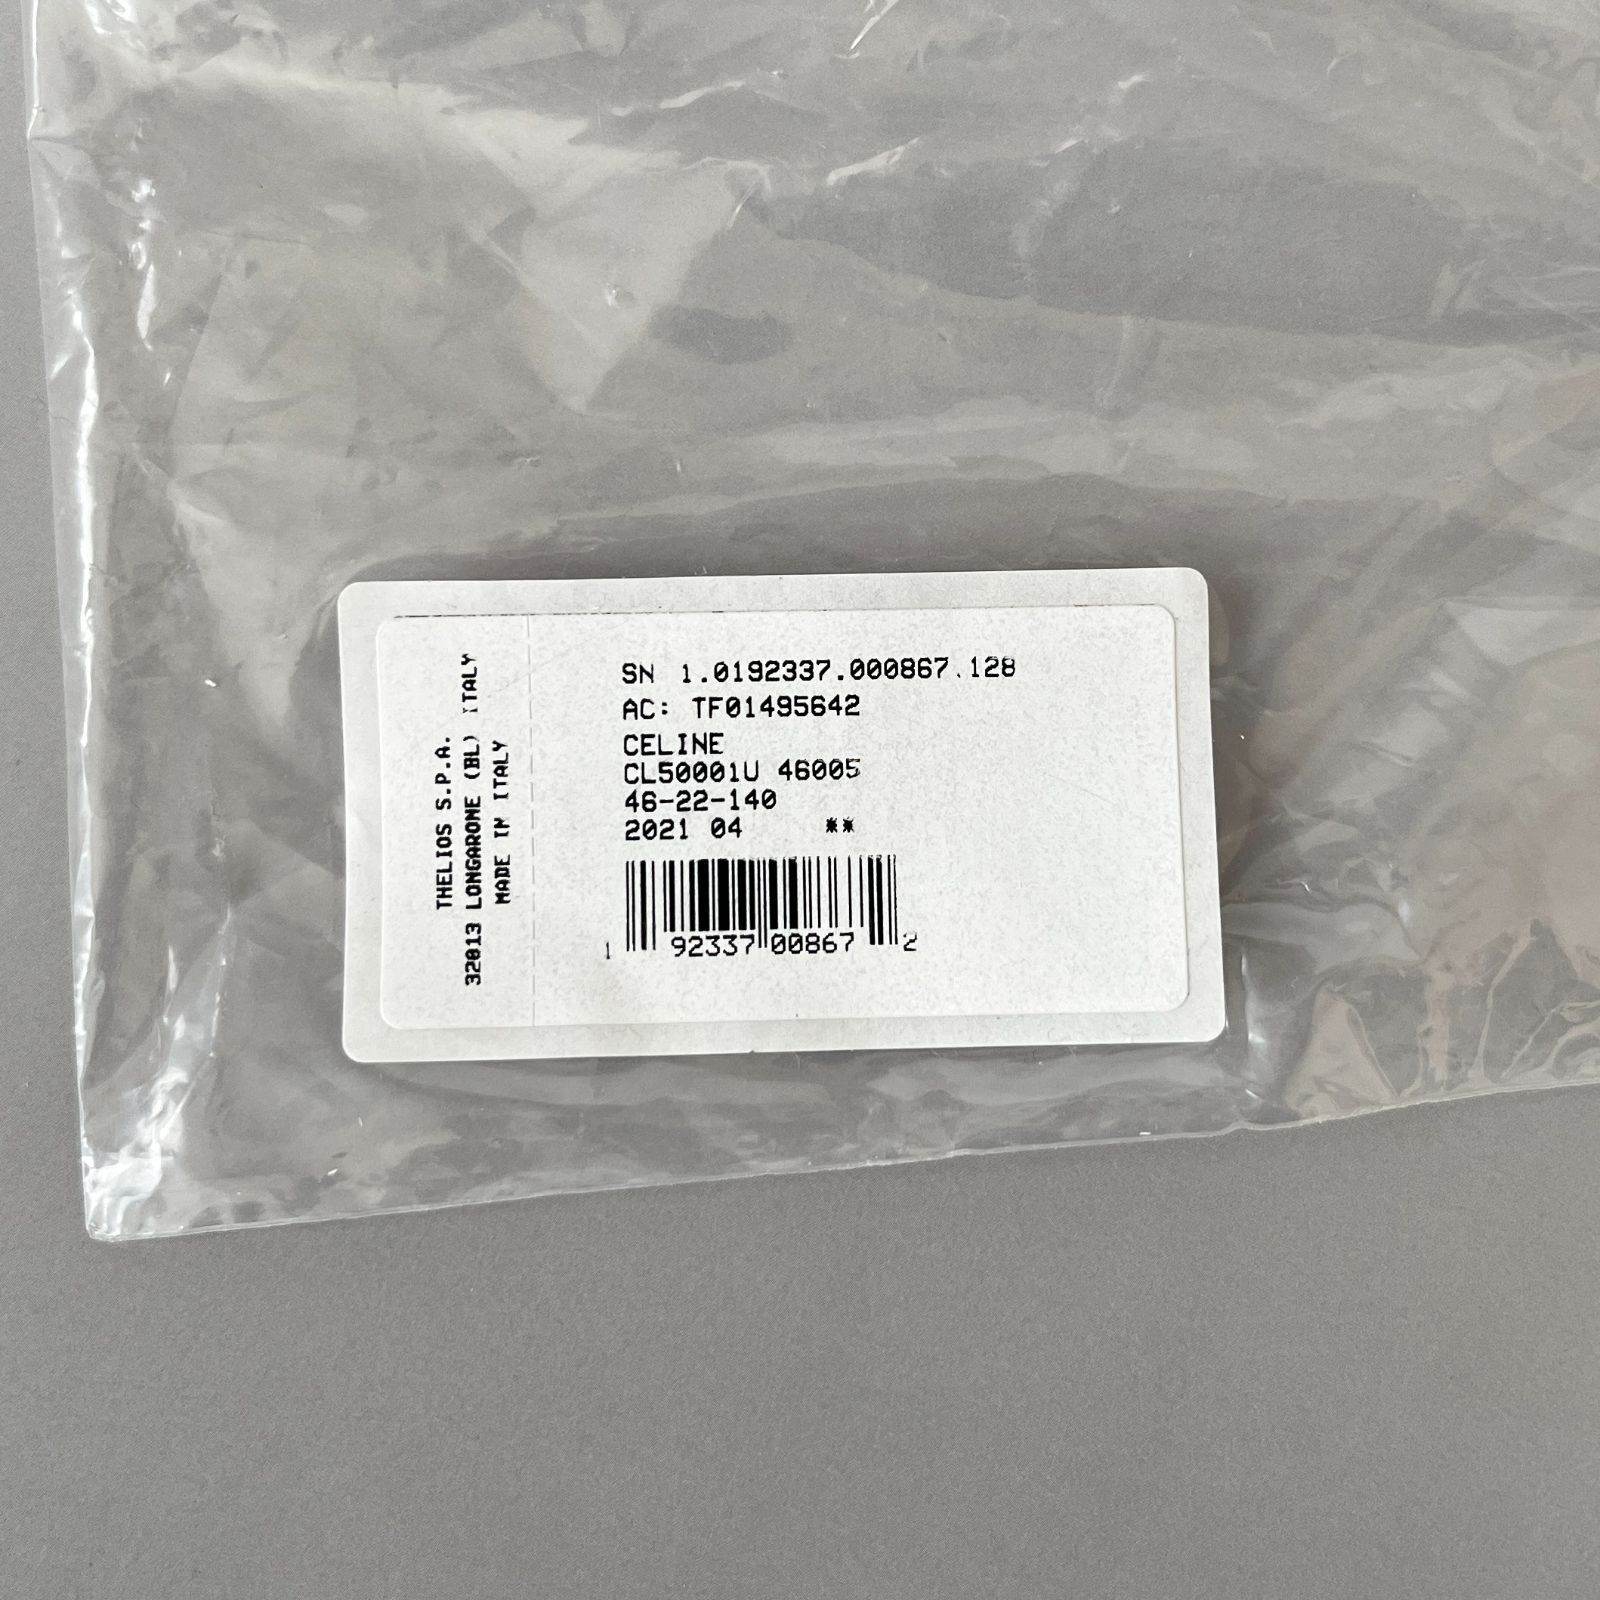 THELIOS S.P.A.
32013 LONGARONE (BL) ITALY
MADE IN ITALY
SN 1.0192337.000867.128
AC: TF01495642
CELINE
CL50001U 46005
46-22-140
2021 04 **
1 92337 00867 2